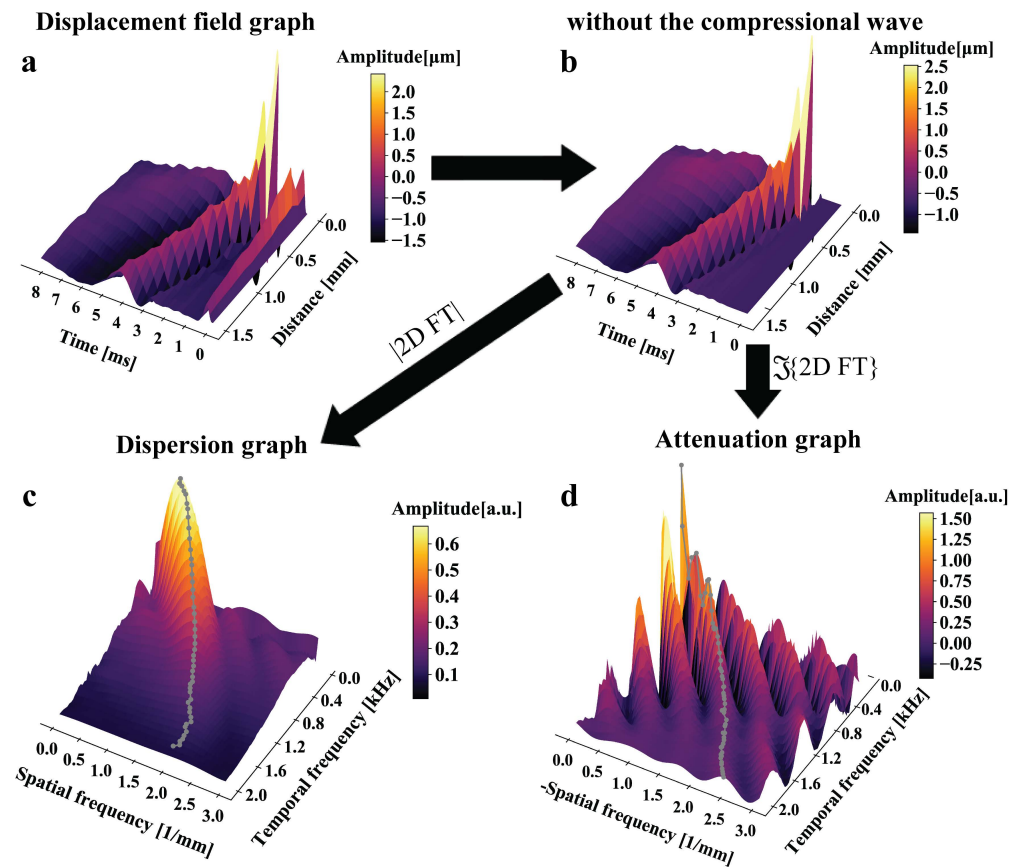 Displacement field graph
without the compressional wave
a
Amplitude[µm]
2.0
1.5
1.0
0.5
0.0
−0.5
−1.0
−1.5
0.0
0.5
1.0
1.5
Distance [mm]
8 7 6 5 4 3 2 1 0
Time [ms]
b
Amplitude[µm]
2.5
2.0
1.5
1.0
0.5
0.0
−0.5
−1.0
0.0
0.5
1.0
1.5
Distance [mm]
8 7 6 5 4 3 2 1 0
Time [ms]
|2D FT|
ℑ{2D FT}
Dispersion graph
Attenuation graph
c
Amplitude[a.u.]
0.6
0.5
0.4
0.3
0.2
0.1
0.0
0.4
0.8
1.2
1.6
2.0
Temporal frequency [kHz]
0.0 0.5 1.0 1.5 2.0 2.5 3.0
Spatial frequency [1/mm]
d
Amplitude[a.u.]
1.50
1.25
1.00
0.75
0.50
0.25
0.00
−0.25
0.0
0.4
0.8
1.2
1.6
2.0
Temporal frequency [kHz]
0.0 0.5 1.0 1.5 2.0 2.5 3.0
-Spatial frequency [1/mm]